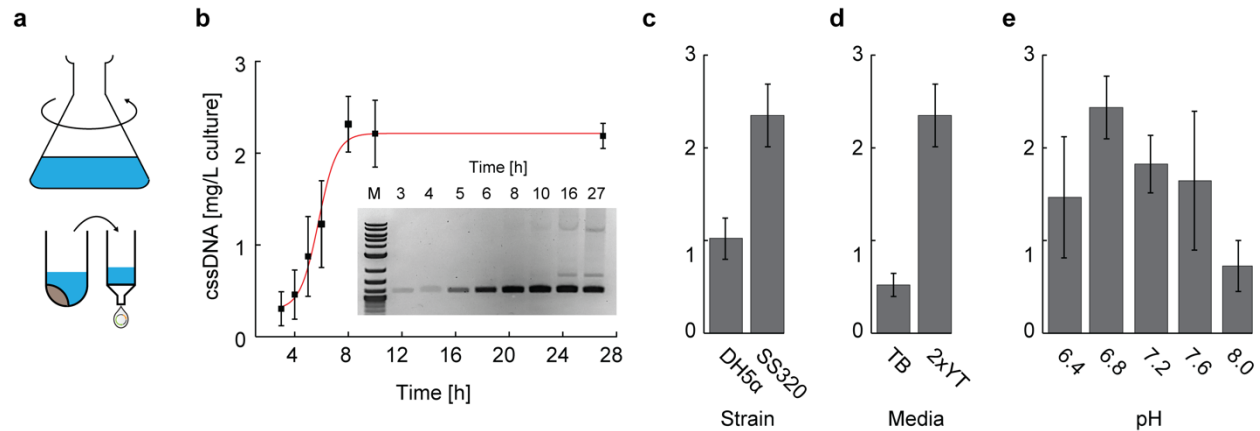 a
b
c
d
e
3
2
1
0
cssDNA [mg/L culture]
Time [h]
M 3 4 5 6 8 10 16 27
4 8 12 16 20 24 28
Time [h]
3
2
1
0
DH5α SS320
Strain
3
2
1
0
TB 2xYT
Media
3
2
1
0
6.4 6.8 7.2 7.6 8.0
pH